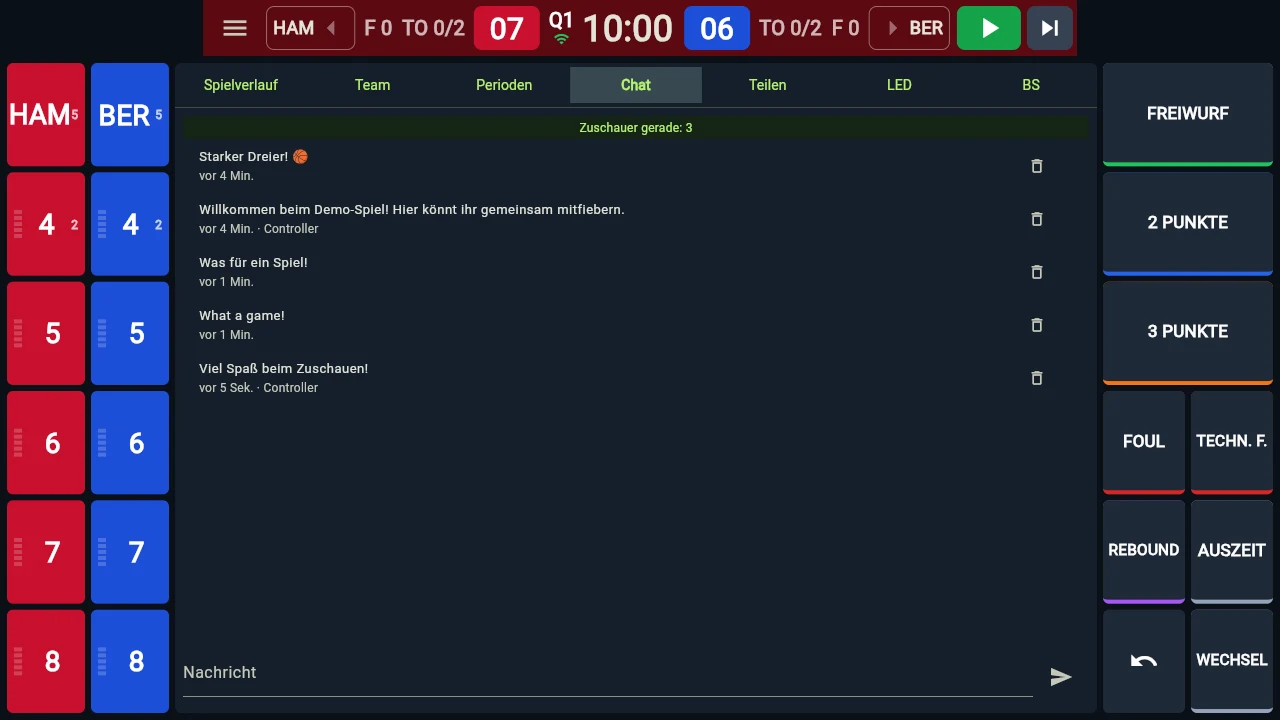 HAM F 0 TO 0/2 07 Q1 10:00 06 TO 0/2 F 0 BER
HAM 5
BER 5
4 2
4 2
5
5
6
6
7
7
8
8
Spielverlauf Team Perioden Chat Teilen LED BS
Zuschauer gerade: 3
Starker Dreier! 🏀
vor 4 Min.
Willkommen beim Demo-Spiel! Hier könnt ihr gemeinsam mitfiebern.
vor 4 Min. · Controller
Was für ein Spiel!
vor 1 Min.
What a game!
vor 1 Min.
Viel Spaß beim Zuschauen!
vor 5 Sek. · Controller
Nachricht
FREIWURF
2 PUNKTE
3 PUNKTE
FOUL
TECHN. F.
REBOUND
AUSZEIT
WECHSEL